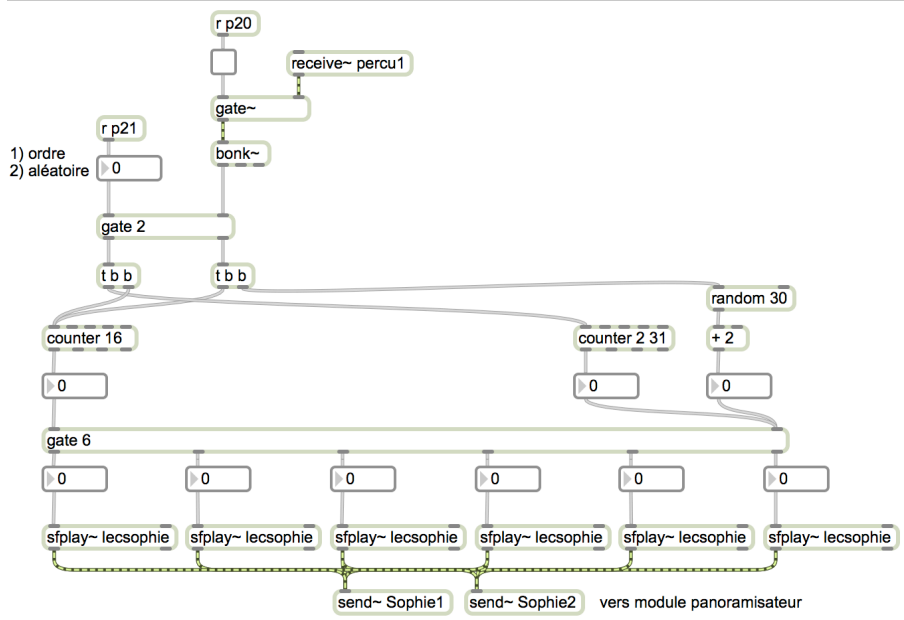 r p20
receive~ percu1
gate~
r p21
bonk~
1) ordre
2) aléatoire
0
gate 2
t b b
t b b
random 30
counter 16
counter 2 31
+ 2
0
0
0
gate 6
0
0
0
0
0
0
sfplay~ lecsophie
sfplay~ lecsophie
sfplay~ lecsophie
sfplay~ lecsophie
sfplay~ lecsophie
sfplay~ lecsophie
send~ Sophie1
send~ Sophie2
vers module panoramisateur